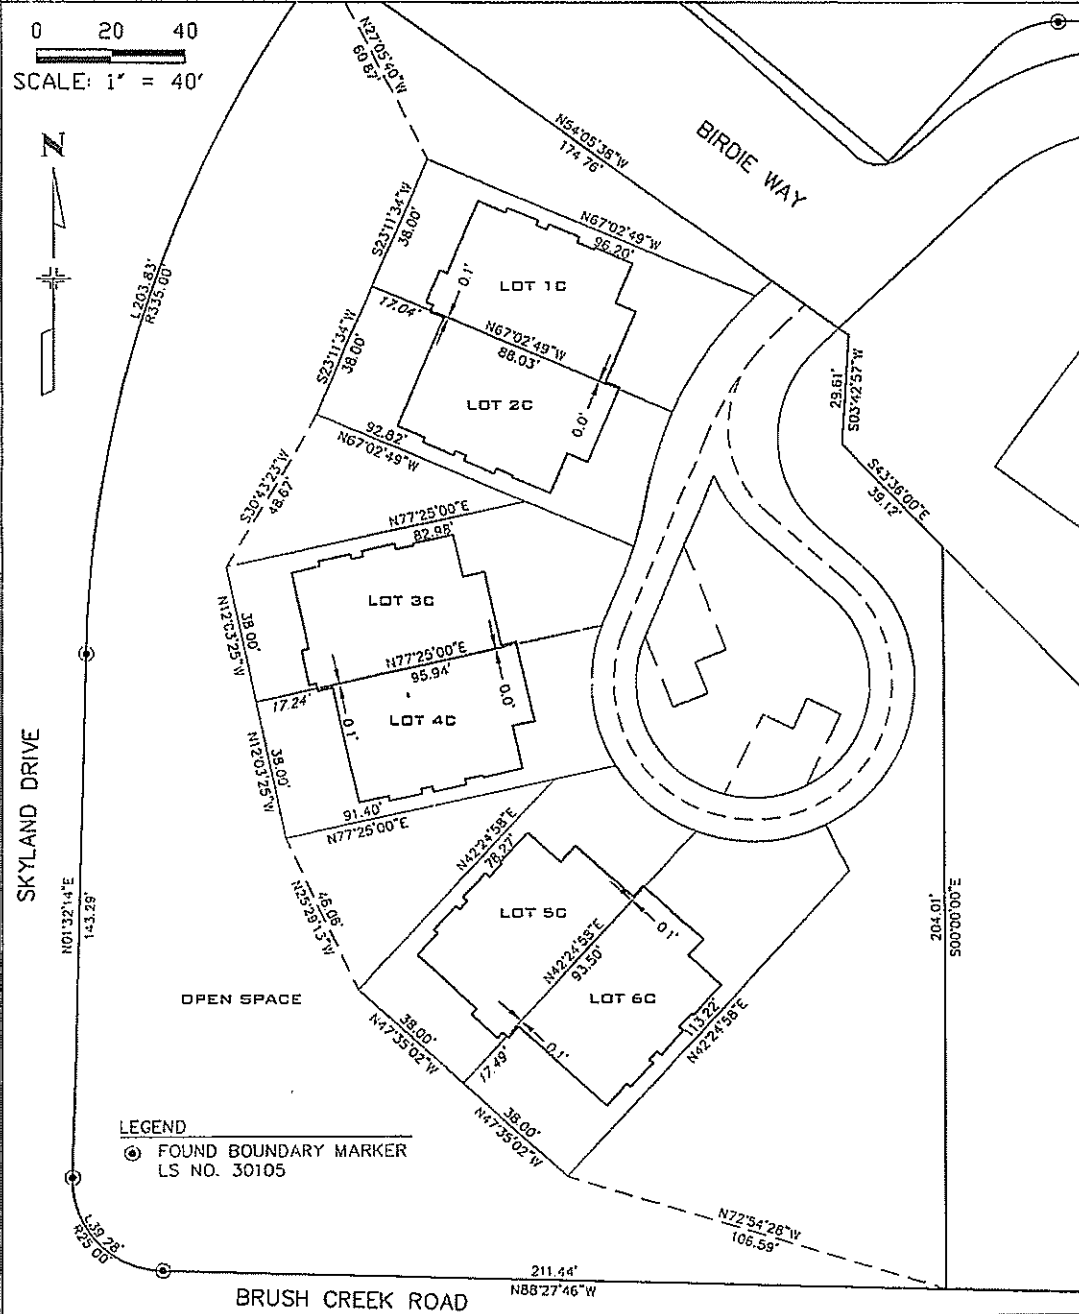 0 20 40
SCALE: 1" = 40'
N
N27°05'40"W
60.87'
N54°05'38"W
174.76'
BIRDIE WAY
S23°11'34"W
38.00'
N67°02'49"W
96.20'
L203.83'
R335.00'
LOT 1C
0.1'
17.04'
N67°02'49"W
88.03'
S23°11'34"W
38.00'
LOT 2C
0.0'
29.61'
S03°42'57"W
92.82'
N67°02'49"W
S43°36'00"E
39.12'
S30°43'23"W
48.67'
N77°25'00"E
82.98'
LOT 3C
38.00'
N12°03'25"W
N77°25'00"E
95.94'
17.24'
0.1'
0.0'
LOT 4C
38.00'
N12°03'25"W
91.40'
N77°25'00"E
SKYLAND DRIVE
N42°24'58"E
78.27'
46.06'
N25°29'13"W
LOT 5C
0.1'
N42°24'58"E
93.50'
N01°32'14"E
143.29'
204.01'
S00°00'00"E
OPEN SPACE
LOT 6C
113.22'
N42°24'58"E
38.00'
N47°35'02"W
17.49'
0.1'
38.00'
N47°35'02"W
LEGEND
FOUND BOUNDARY MARKER
LS NO. 30105
L39.28'
R25.00'
N72°54'28"W
106.59'
211.44'
N88°27'46"W
BRUSH CREEK ROAD